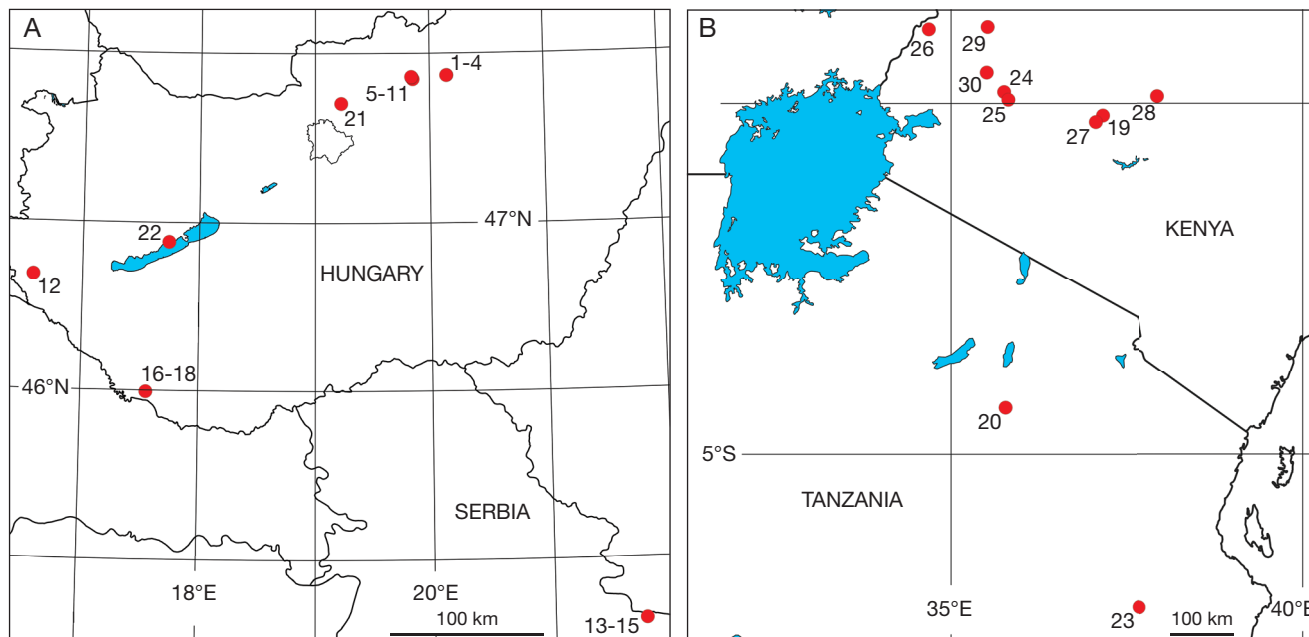 A
1-4
5-11
21
47°N
22
HUNGARY
12
16-18
46°N
SERBIA
18°E
20°E
100 km
13-15
B
26
29
30
24
25
28
27
19
KENYA
20
5°S
TANZANIA
35°E
100 km
40°E
23